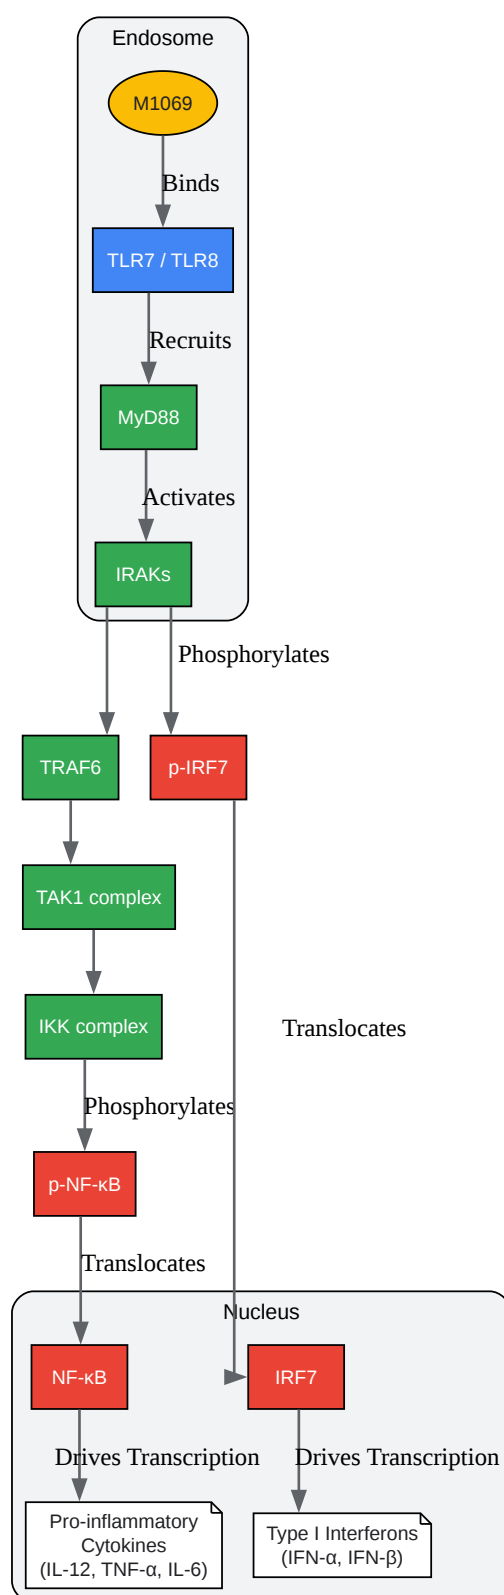 Endosome
M1069
Binds
TLR7 / TLR8
Recruits
MyD88
Activates
IRAKs
Phosphorylates
TRAF6
p-IRF7
TAK1 complex
IKK complex
Translocates
Phosphorylates
p-NF-κB
Translocates
Nucleus
NF-κB
IRF7
Drives Transcription
Drives Transcription
Pro-inflammatory
Cytokines
(IL-12, TNF-α, IL-6)
Type I Interferons
(IFN-α, IFN-β)